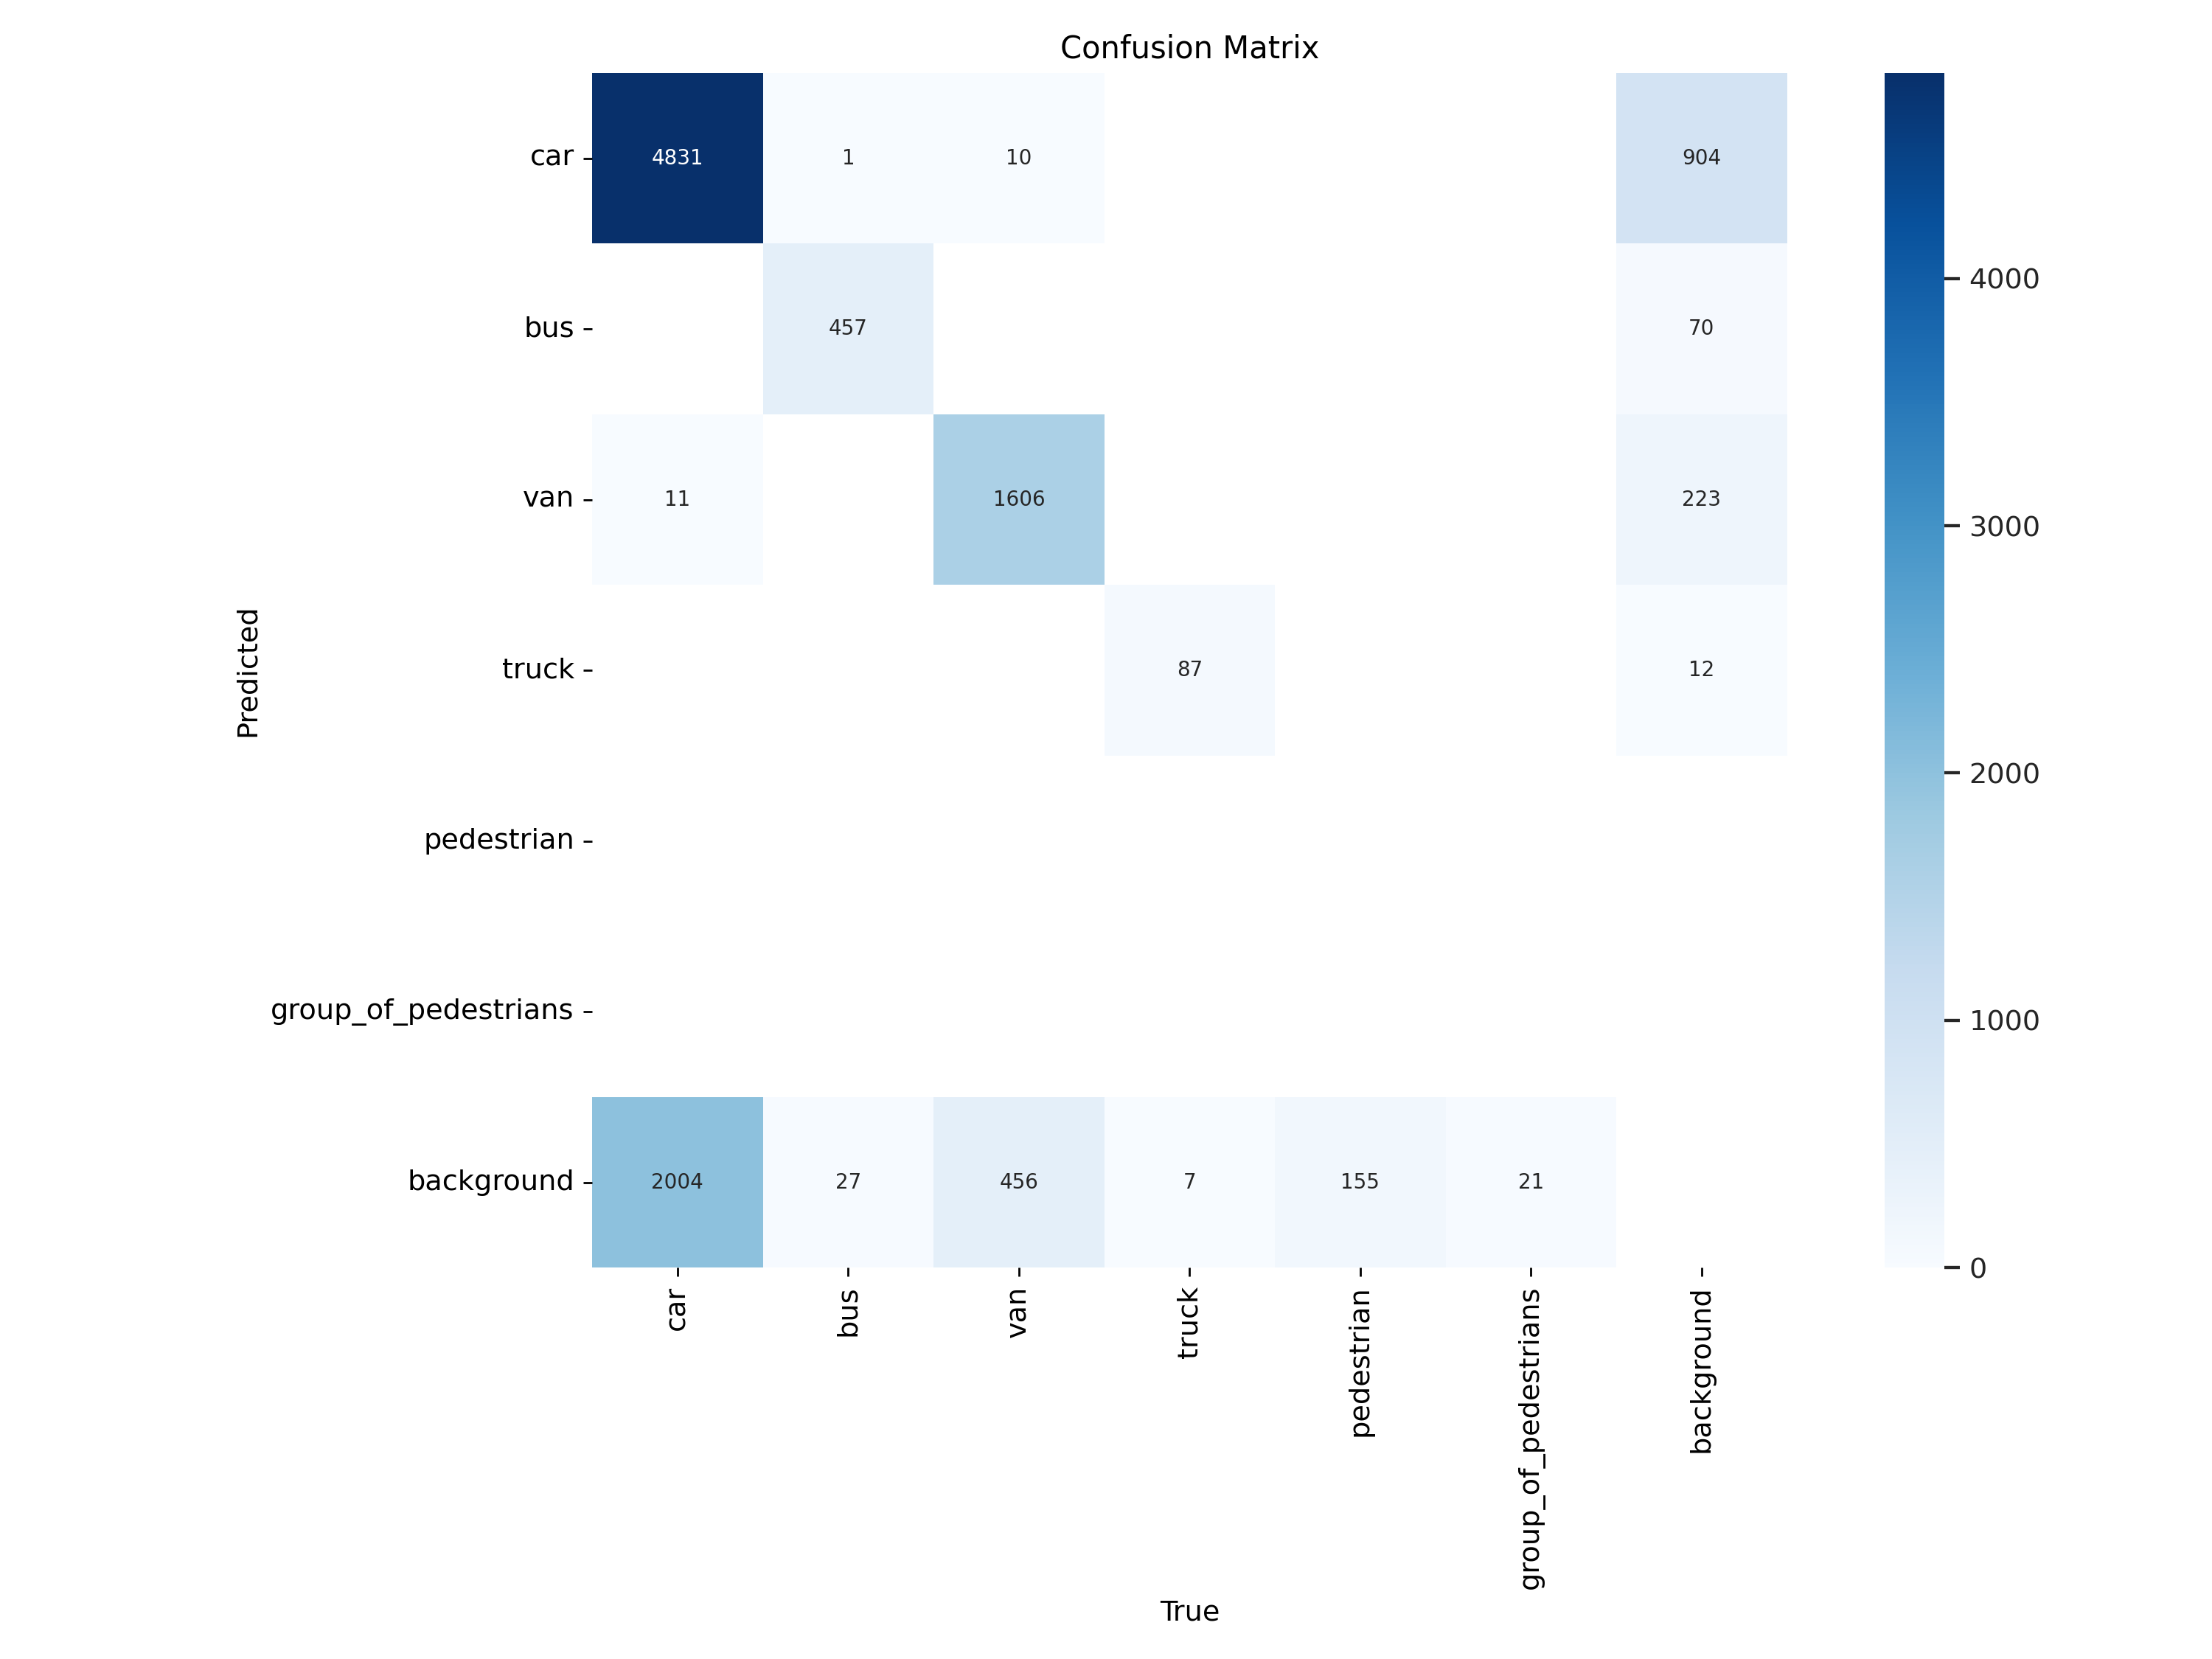 Confusion Matrix
car 4831 1 10 904
bus 457 70
van 11 1606 223
truck 87 12
pedestrian
group_of_pedestrians
background 2004 27 456 7 155 21
car bus van truck pedestrian group_of_pedestrians background
True
Predicted
4000
3000
2000
1000
0